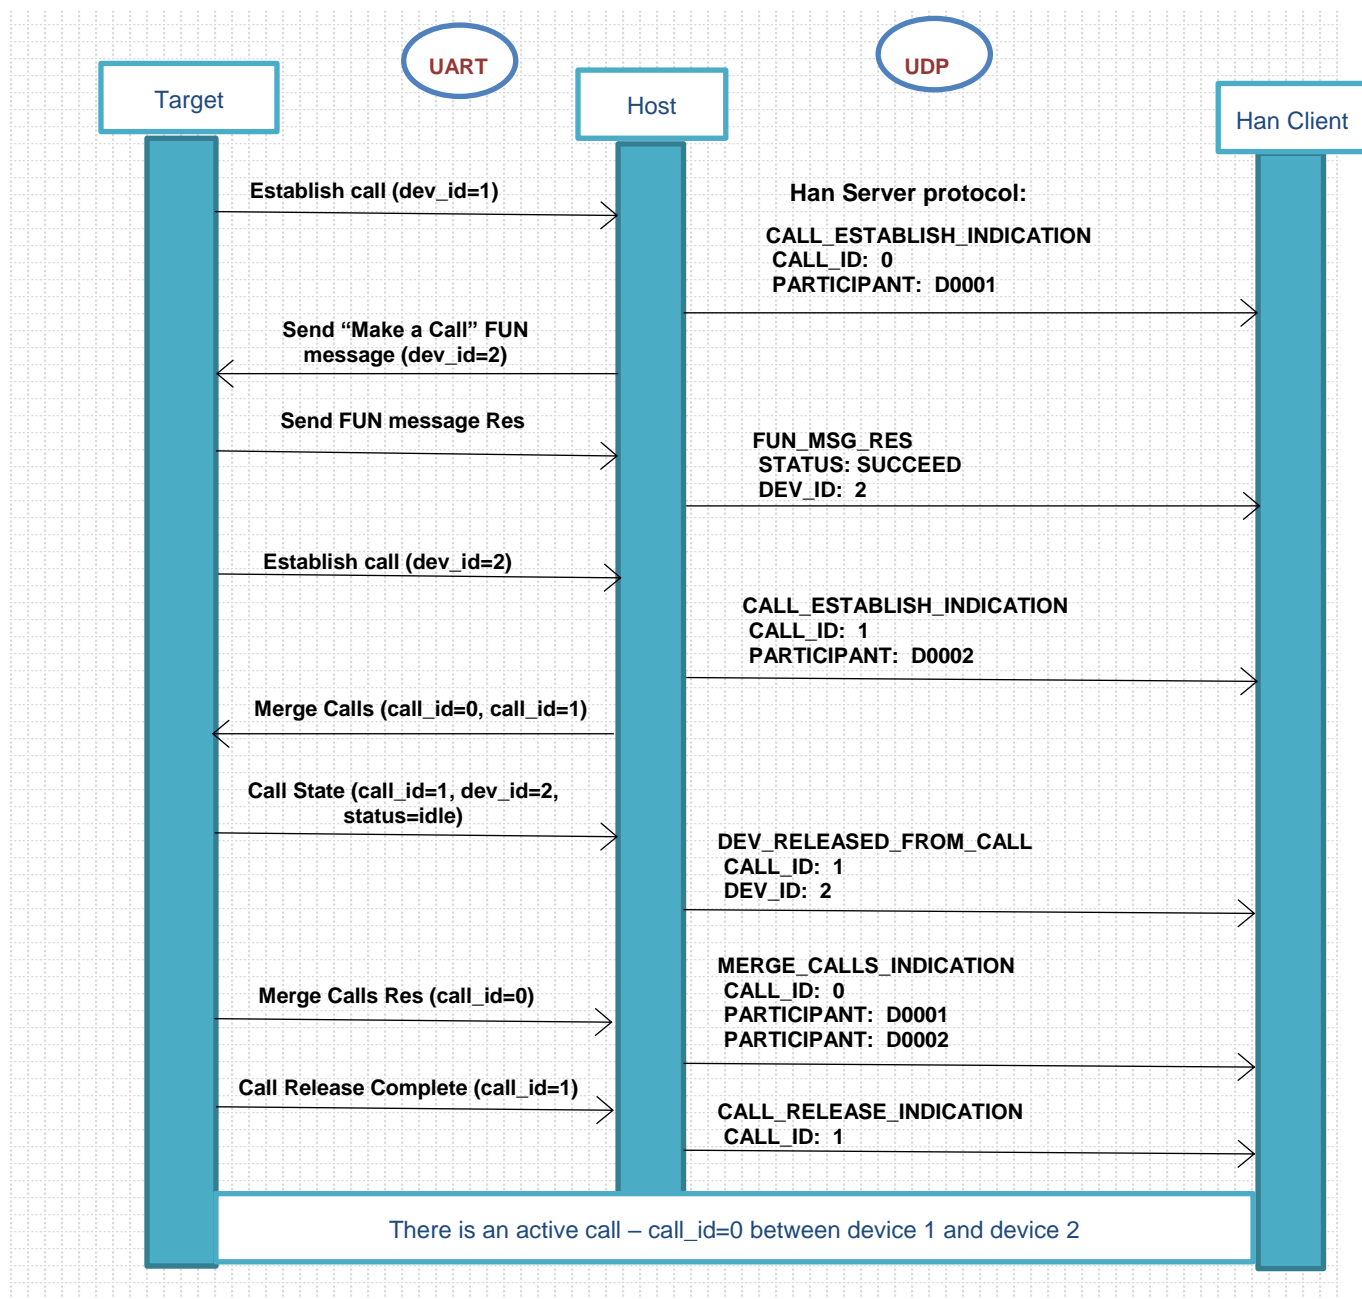 UART
UDP
Target
Host
Han Client
Establish call (dev_id=1)
Han Server protocol:
CALL_ESTABLISH_INDICATION
CALL_ID: 0
PARTICIPANT: D0001
Send “Make a Call” FUN
message (dev_id=2)
Send FUN message Res
FUN_MSG_RES
STATUS: SUCCEED
DEV_ID: 2
Establish call (dev_id=2)
CALL_ESTABLISH_INDICATION
CALL_ID: 1
PARTICIPANT: D0002
Merge Calls (call_id=0, call_id=1)
Call State (call_id=1, dev_id=2,
status=idle)
DEV_RELEASED_FROM_CALL
CALL_ID: 1
DEV_ID: 2
MERGE_CALLS_INDICATION
CALL_ID: 0
PARTICIPANT: D0001
PARTICIPANT: D0002
Merge Calls Res (call_id=0)
Call Release Complete (call_id=1)
CALL_RELEASE_INDICATION
CALL_ID: 1
There is an active call – call_id=0 between device 1 and device 2